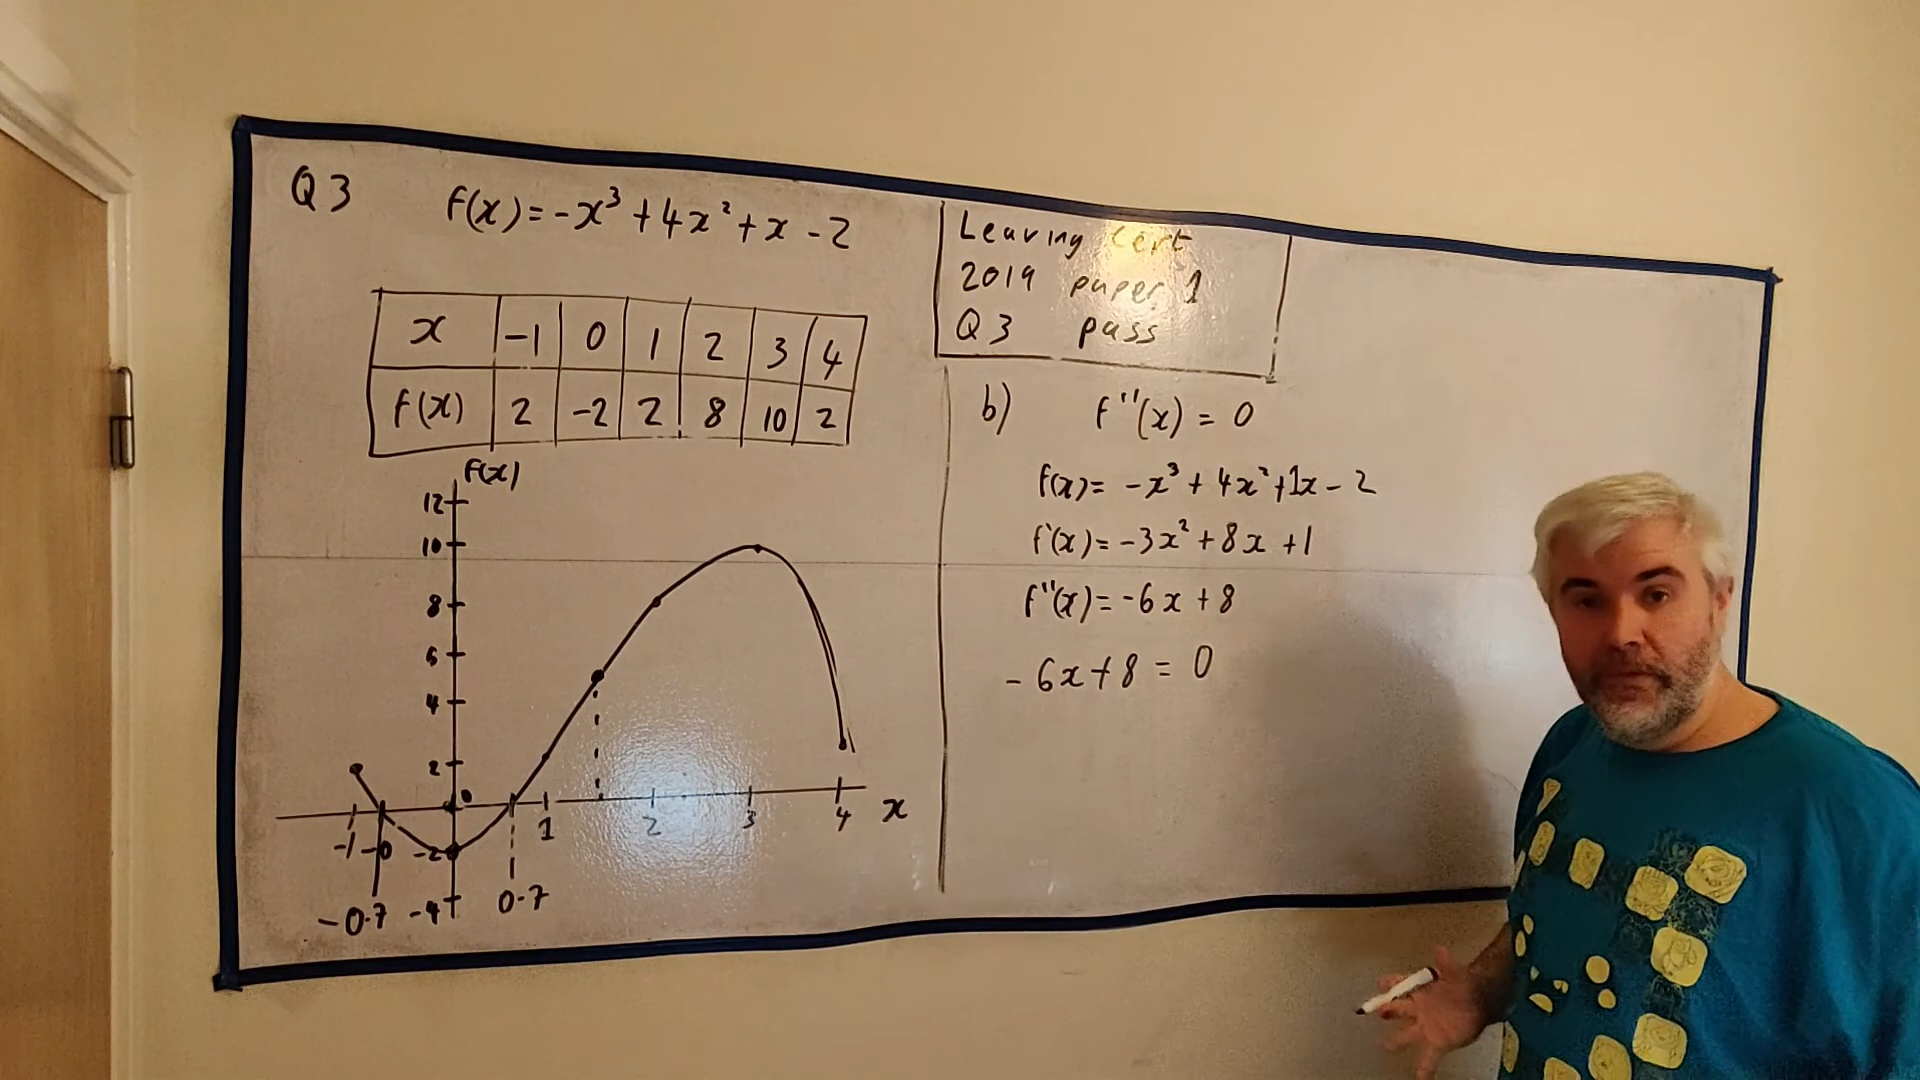 Q3 f(x) = -x³ + 4x² + x - 2
x -1 0 1 2 3 4
f(x) 2 -2 2 8 10 2
f(x)
12
10
8
6
4
2
0
-1 -0 -2 1 2 3 4 x
-0.7 -4 0.7
Leaving Cert
2019 paper 1
Q3 pass
b) f''(x) = 0
f(x) = -x³ + 4x² + 1x - 2
f'(x) = -3x² + 8x + 1
f''(x) = -6x + 8
-6x + 8 = 0